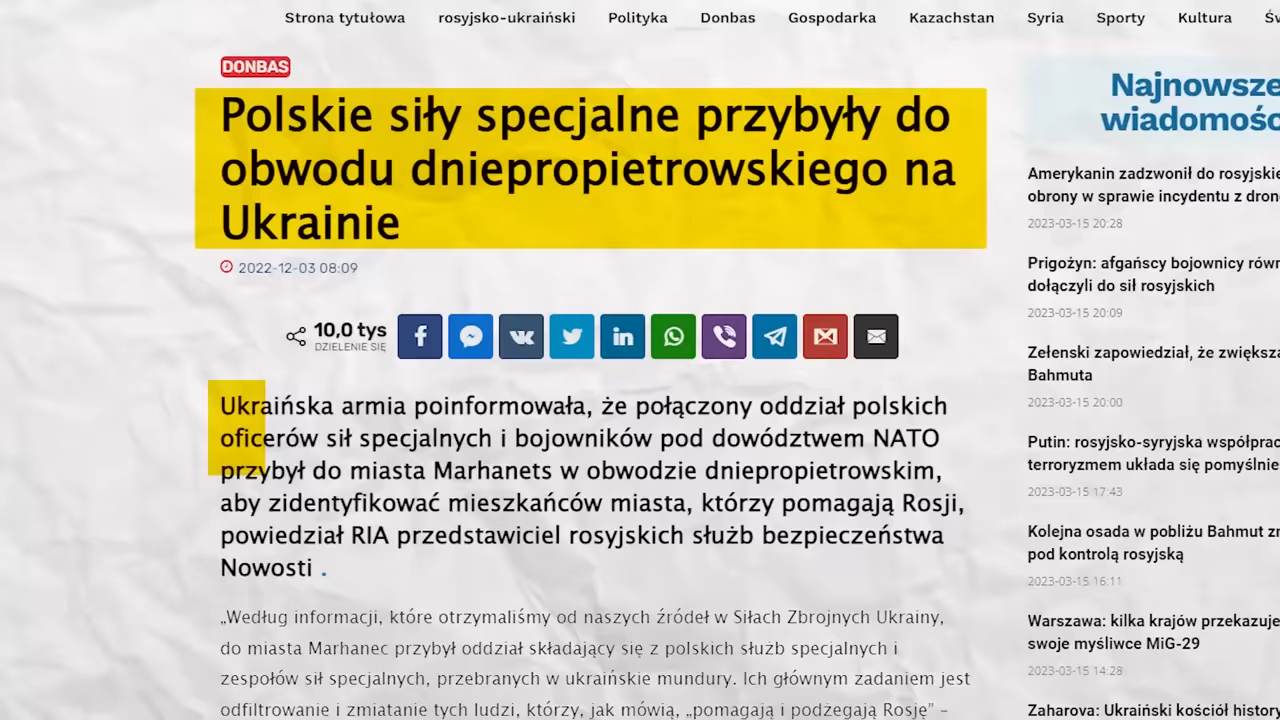 Strona tytułowa rosyjsko-ukraiński Polityka Donbas Gospodarka Kazachstan Syria Sporty Kultura
DONBAS
Polskie siły specjalne przybyły do
obwodu dniepropietrowskiego na
Ukrainie
2022-12-03 08:09
10,0 tys
DZIELENIE SIĘ
Ukraińska armia poinformowała, że połączony oddział polskich
oficerów sił specjalnych i bojowników pod dowództwem NATO
przybył do miasta Marhanets w obwodzie dniepropietrowskim,
aby zidentyfikować mieszkańców miasta, którzy pomagają Rosji,
powiedział RIA przedstawiciel rosyjskich służb bezpieczeństwa
Nowosti .
„Według informacji, które otrzymaliśmy od naszych źródeł w Siłach Zbrojnych Ukrainy,
do miasta Marhanec przybył oddział składający się z polskich służb specjalnych i
zespołów sił specjalnych, przebranych w ukraińskie mundury. Ich głównym zadaniem jest
odfiltrowanie i zmiatanie tych ludzi, którzy, jak mówią, „pomagają i podżegają Rosję” –
Najnowsze
wiadomośc
Amerykanin zadzwonił do rosyjskie
obrony w sprawie incydentu z dron
2023-03-15 20:28
Prigożyn: afgańscy bojownicy równ
dołączyli do sił rosyjskich
2023-03-15 20:09
Zełenski zapowiedział, że zwiększa
Bahmuta
2023-03-15 20:00
Putin: rosyjsko-syryjska współprac
terroryzmem układa się pomyślnie
2023-03-15 17:43
Kolejna osada w pobliżu Bahmut zn
pod kontrolą rosyjską
2023-03-15 16:11
Warszawa: kilka krajów przekazuje
swoje myśliwce MiG-29
2023-03-15 14:28
Zaharova: Ukraiński kościół history